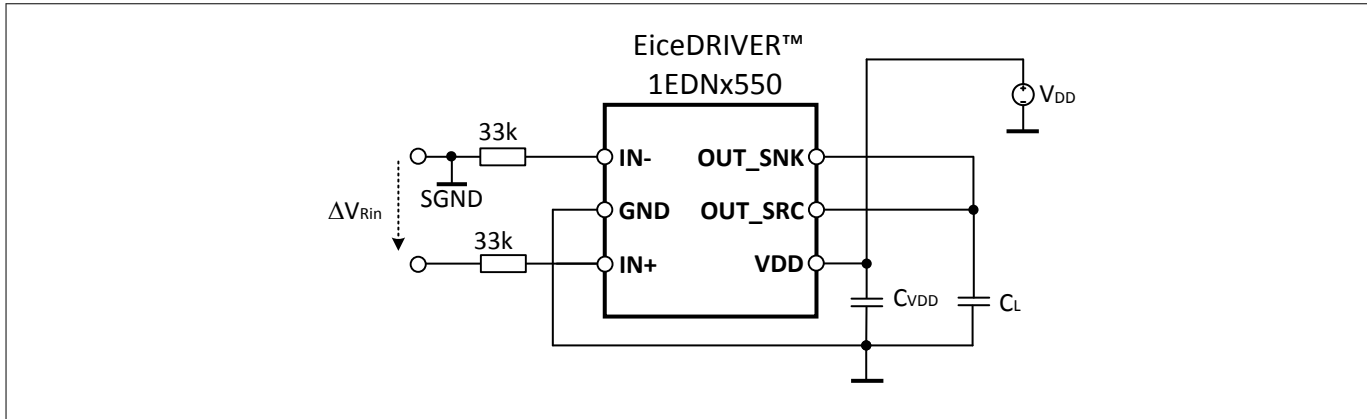 EiceDRIVER™
1EDNx550
VDD
33k
IN-
OUT_SNK
SGND
ΔVRin
GND
OUT_SRC
33k
IN+
VDD
CVDD
CL